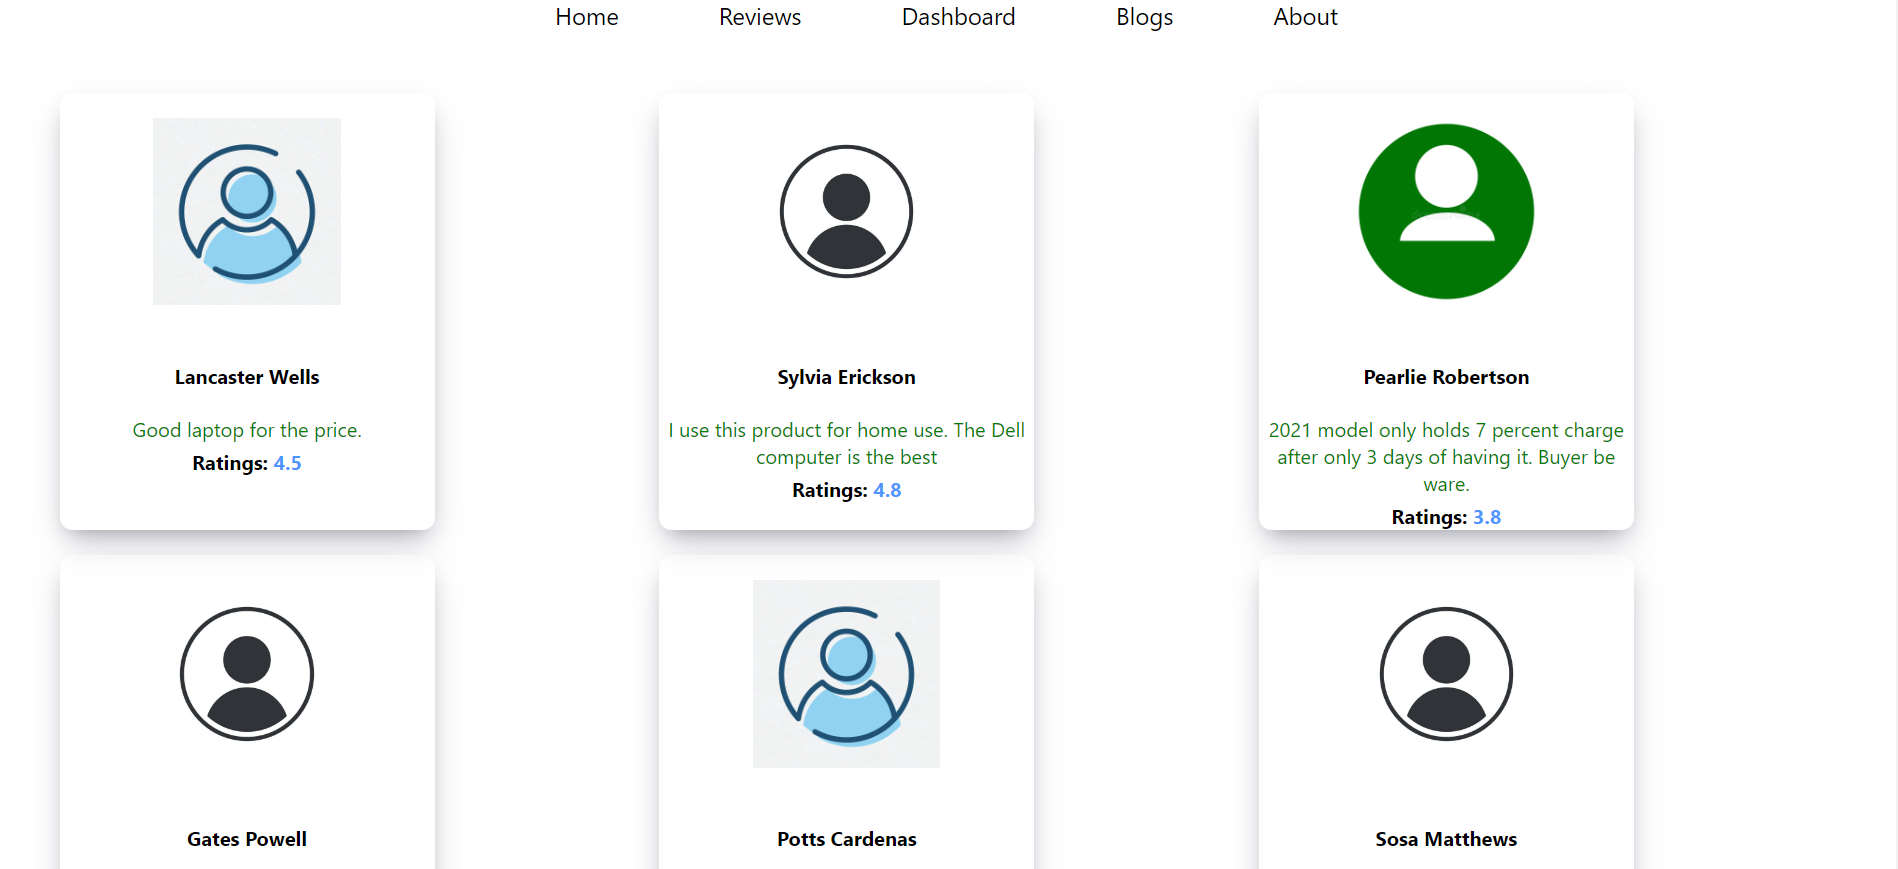 Home Reviews Dashboard Blogs About
Lancaster Wells
Good laptop for the price.
Ratings: 4.5
Sylvia Erickson
I use this product for home use. The Dell
computer is the best
Ratings: 4.8
Pearlie Robertson
2021 model only holds 7 percent charge
after only 3 days of having it. Buyer be
ware.
Ratings: 3.8
Gates Powell
Potts Cardenas
Sosa Matthews